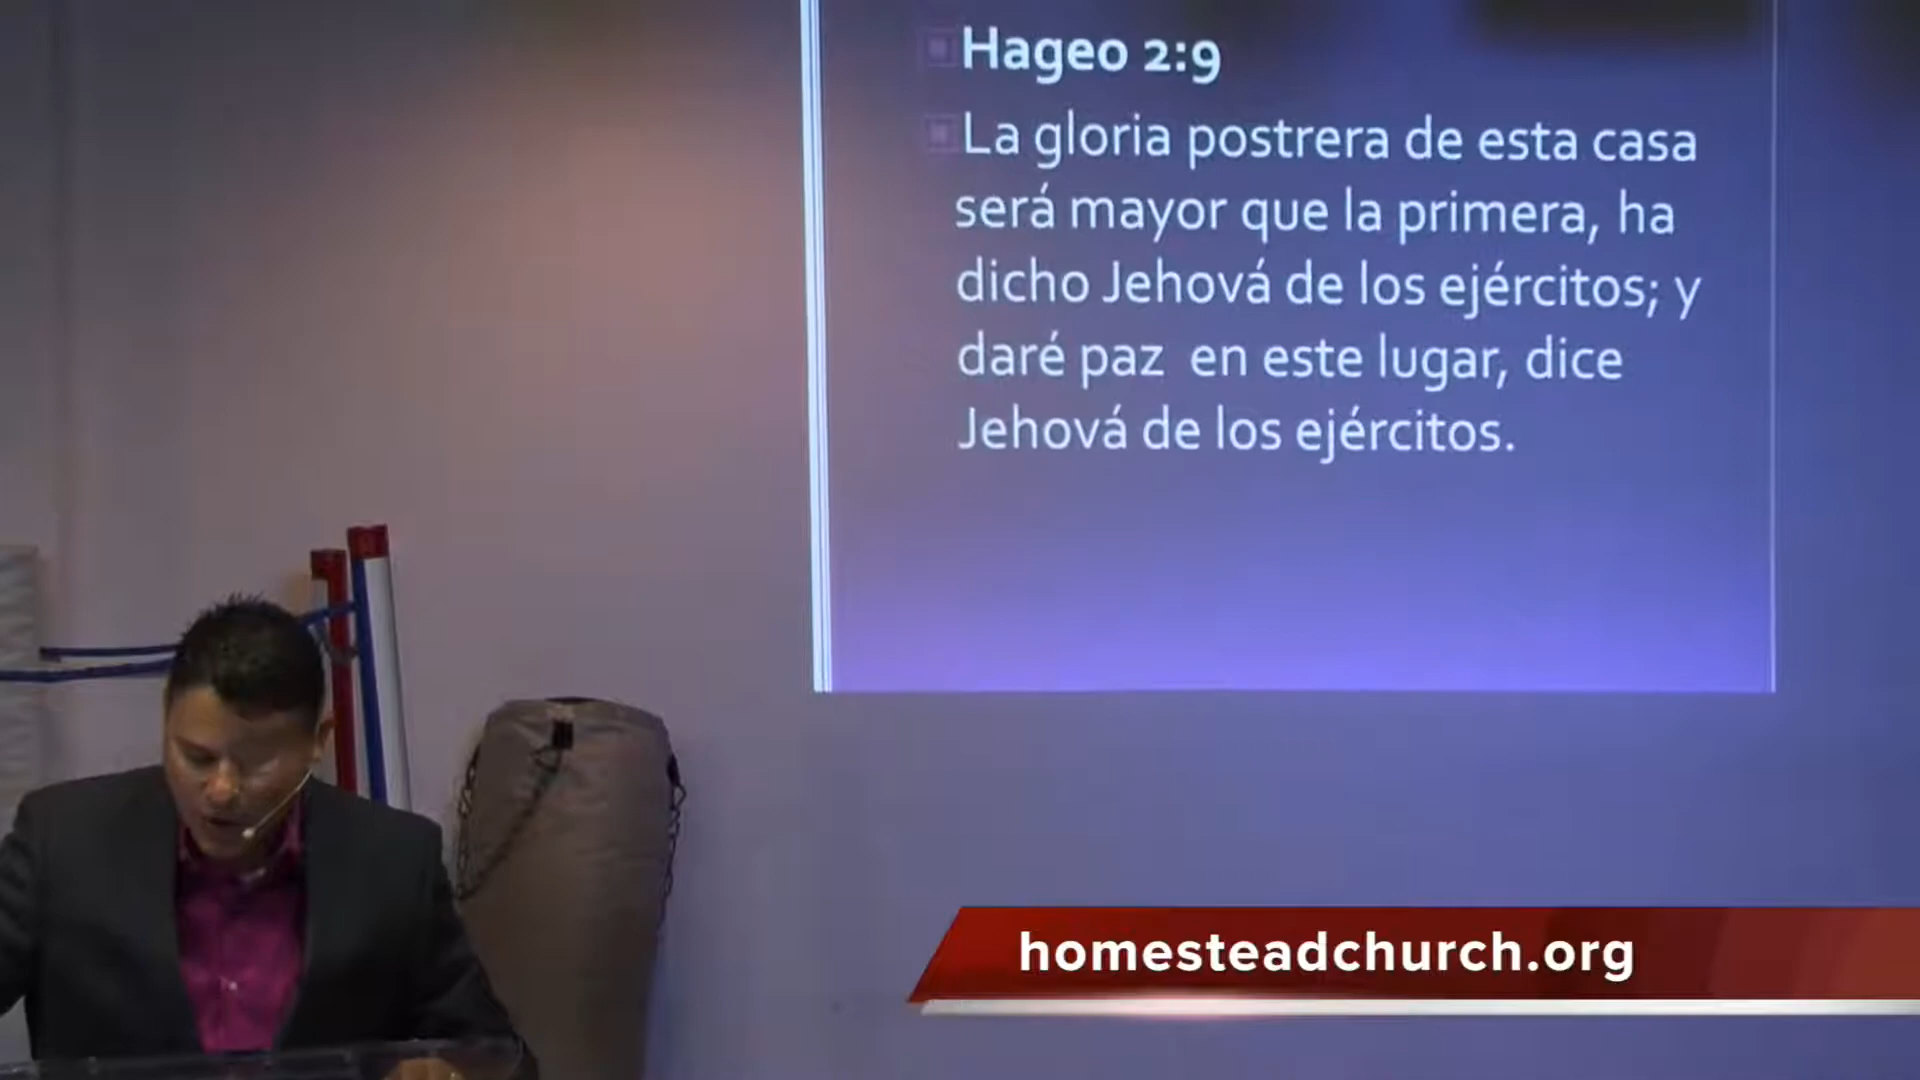 Hageo 2:9
La gloria postrera de esta casa
será mayor que la primera, ha
dicho Jehová de los ejércitos; y
daré paz en este lugar, dice
Jehová de los ejércitos.
homesteadchurch.org